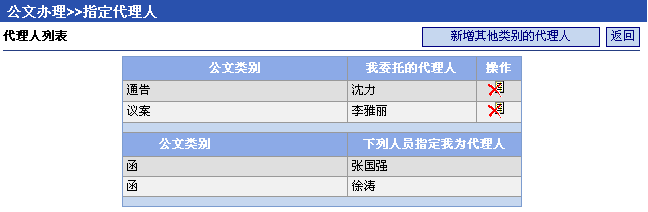 公文办理>>指定代理人
代理人列表 新增其他类别的代理人 返回
公文类别 我委托的代理人 操作
通告 沈力
议案 李雅丽
公文类别 下列人员指定我为代理人
函 张国强
函 徐涛